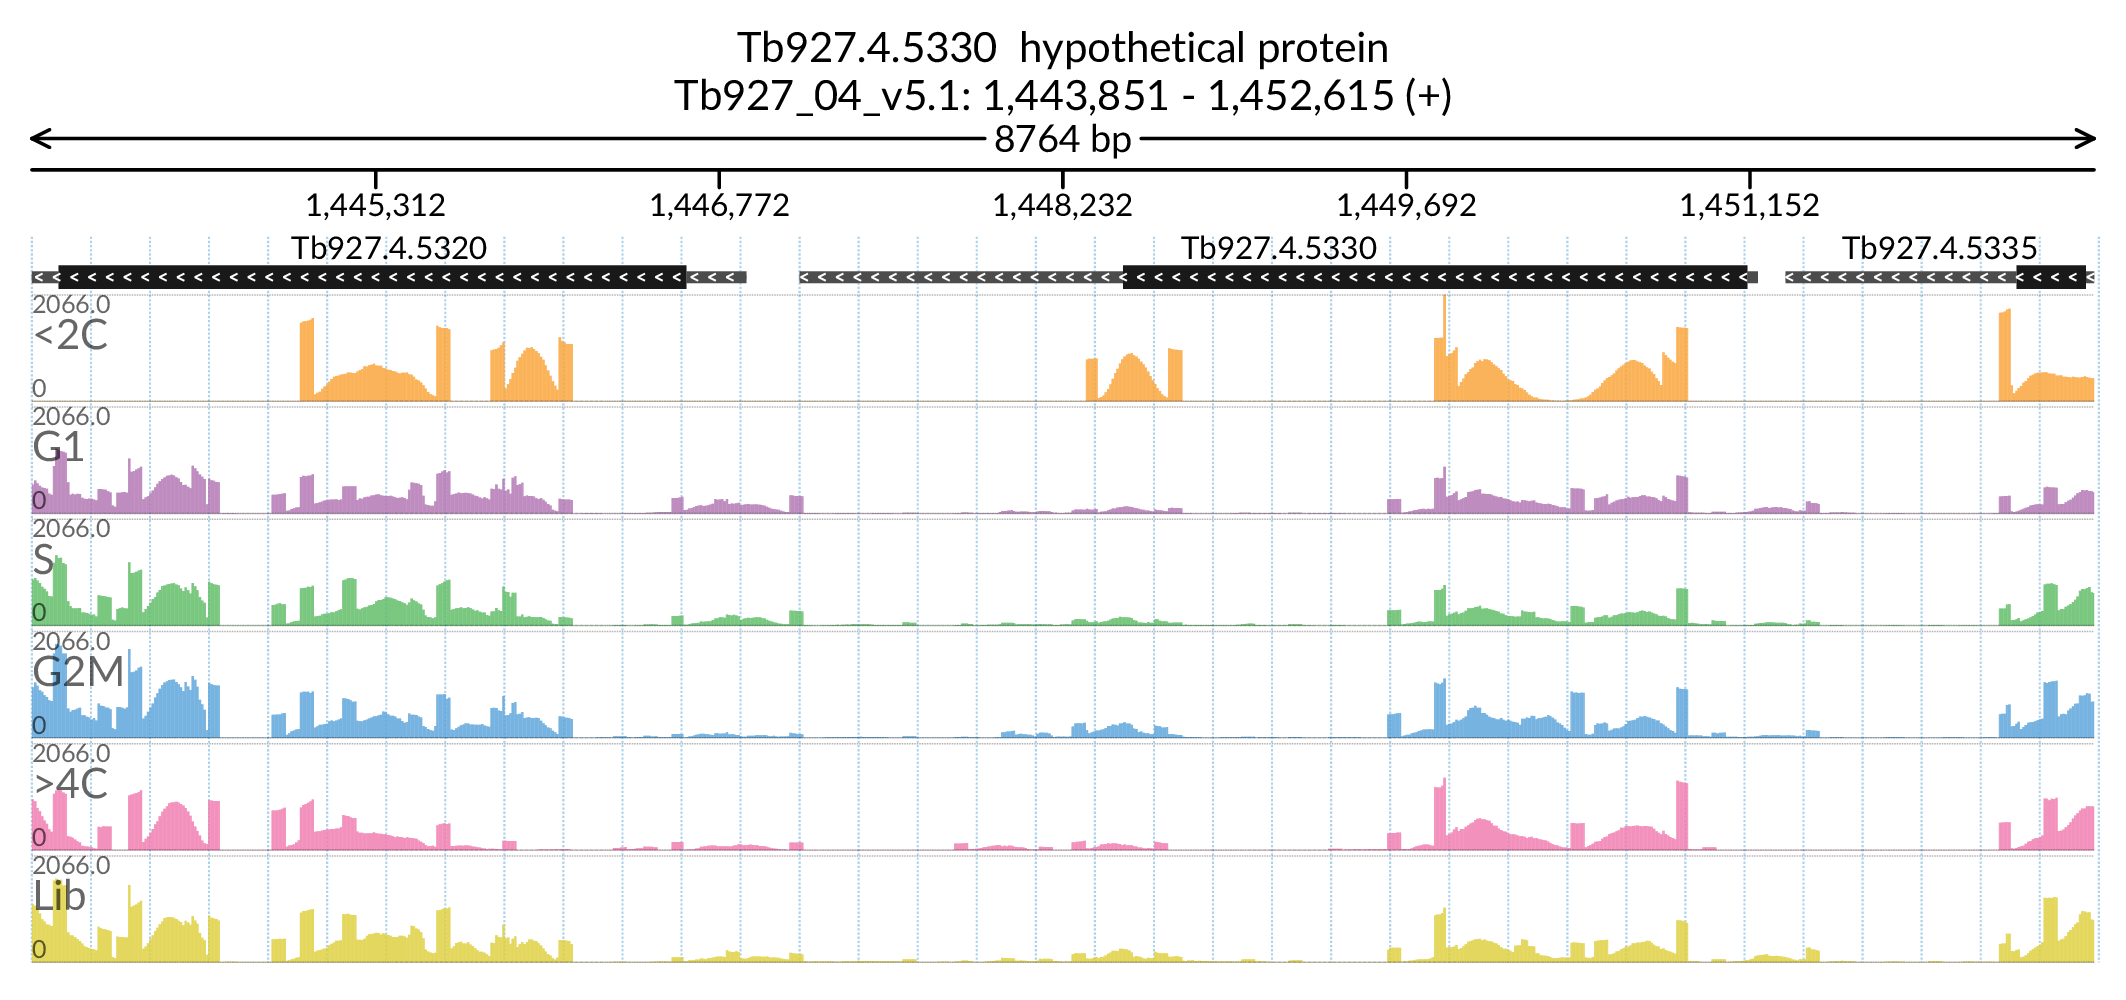 Tb927.4.5330  hypothetical protein
Tb927_04_v5.1: 1,443,851 - 1,452,615 (+)
8764 bp
1,445,312 1,446,772 1,448,232 1,449,692 1,451,152
Tb927.4.5320 Tb927.4.5330 Tb927.4.5335
2066.0
<2C
0
2066.0
G1
0
2066.0
S
0
2066.0
G2M
0
2066.0
>4C
0
2066.0
Lib
0